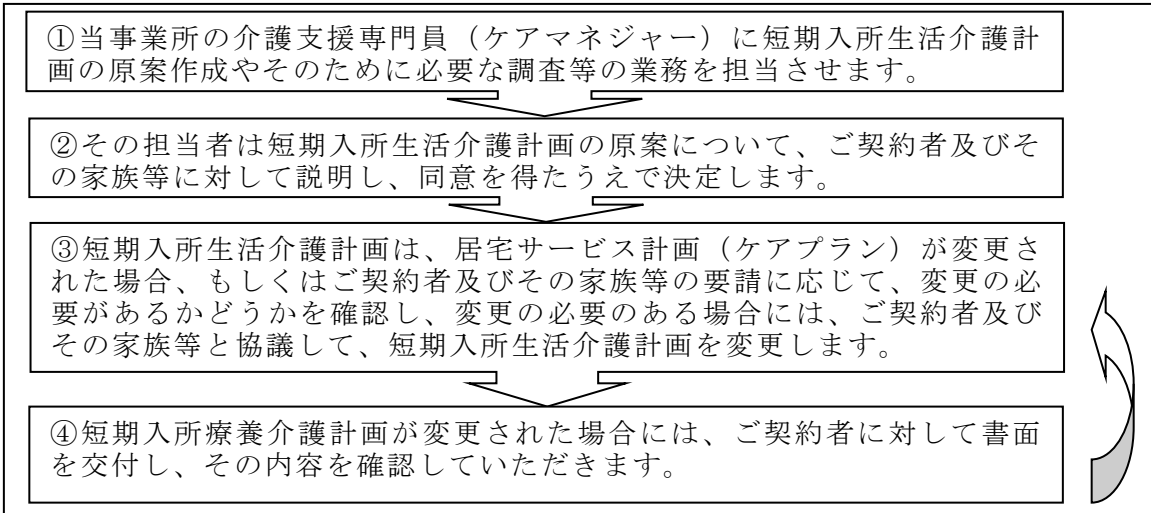 ①当事業所の介護支援専門員（ケアマネジャー）に短期入所生活介護計
画の原案作成やそのために必要な調査等の業務を担当させます。
②その担当者は短期入所生活介護計画の原案について、ご契約者及びそ
の家族等に対して説明し、同意を得たうえで決定します。
③短期入所生活介護計画は、居宅サービス計画（ケアプラン）が変更さ
れた場合、もしくはご契約者及びその家族等の要請に応じて、変更の必
要があるかどうかを確認し、変更の必要のある場合には、ご契約者及び
その家族等と協議して、短期入所生活介護計画を変更します。
④短期入所療養介護計画が変更された場合には、ご契約者に対して書面
を交付し、その内容を確認していただきます。